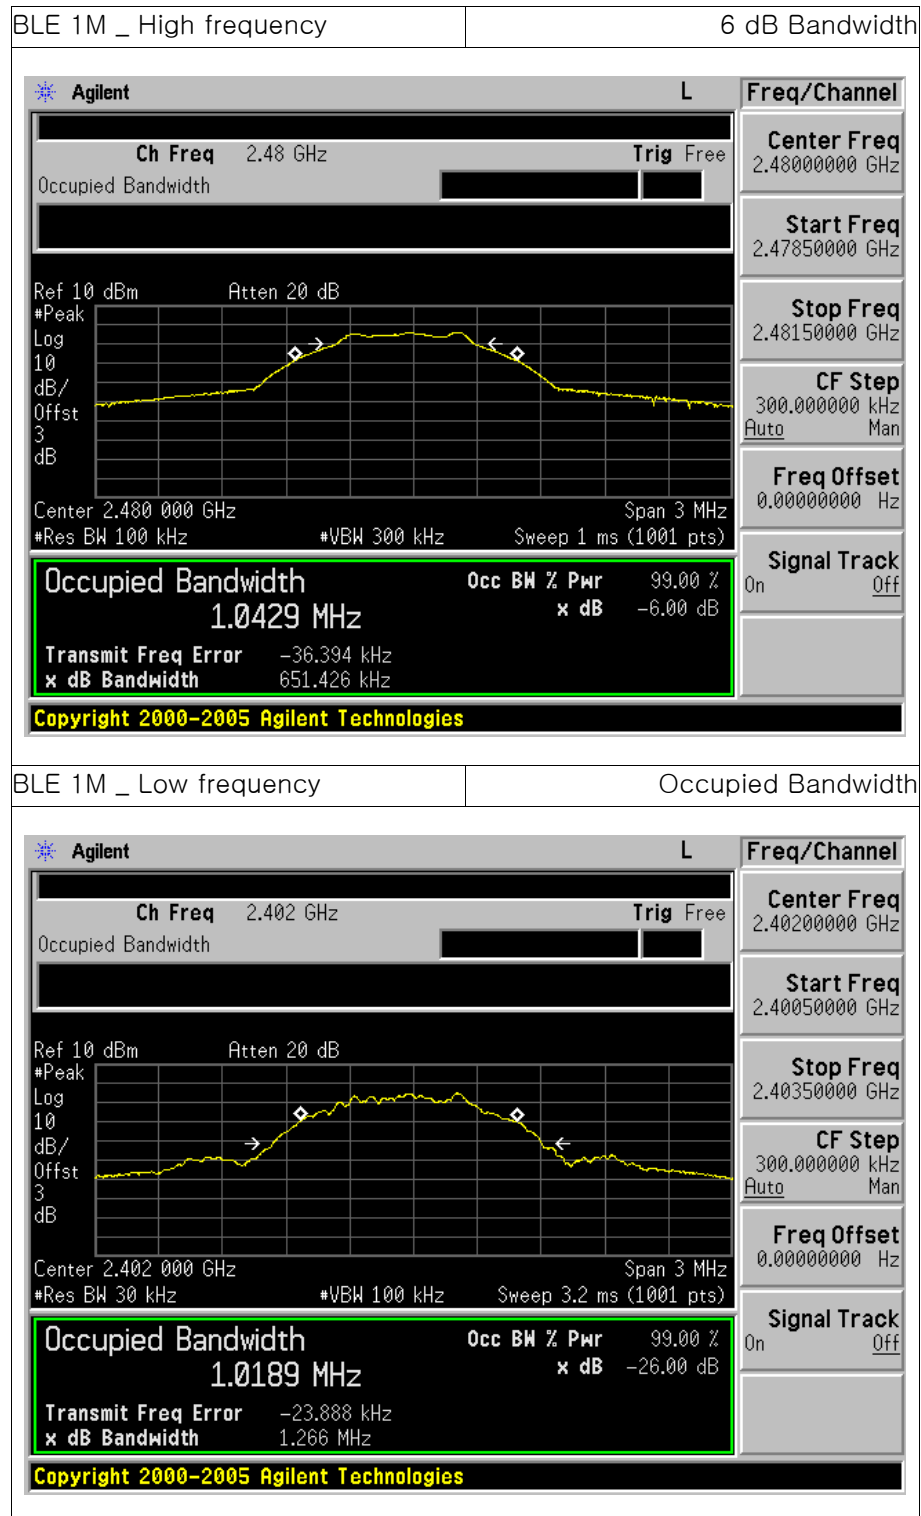 BLE 1M _ High frequency 6 dB Bandwidth
Agilent L Freq/Channel
Ch Freq 2.48 GHz Trig Free
Occupied Bandwidth
Center Freq
2.48000000 GHz
Start Freq
2.47850000 GHz
Stop Freq
2.48150000 GHz
CF Step
300.000000 kHz
Auto Man
Freq Offset
0.00000000 Hz
Signal Track
On Off
Ref 10 dBm Atten 20 dB
#Peak
Log
10
dB/
Offst
3
dB
Center 2.480 000 GHz Span 3 MHz
#Res BW 100 kHz #VBW 300 kHz Sweep 1 ms (1001 pts)
Occupied Bandwidth Occ BW % Pwr 99.00 %
1.0429 MHz x dB -6.00 dB
Transmit Freq Error -36.394 kHz
x dB Bandwidth 651.426 kHz
Copyright 2000-2005 Agilent Technologies
BLE 1M _ Low frequency Occupied Bandwidth
Agilent L Freq/Channel
Ch Freq 2.402 GHz Trig Free
Occupied Bandwidth
Center Freq
2.40200000 GHz
Start Freq
2.40050000 GHz
Stop Freq
2.40350000 GHz
CF Step
300.000000 kHz
Auto Man
Freq Offset
0.00000000 Hz
Signal Track
On Off
Ref 10 dBm Atten 20 dB
#Peak
Log
10
dB/
Offst
3
dB
Center 2.402 000 GHz Span 3 MHz
#Res BW 30 kHz #VBW 100 kHz Sweep 3.2 ms (1001 pts)
Occupied Bandwidth Occ BW % Pwr 99.00 %
1.0189 MHz x dB -26.00 dB
Transmit Freq Error -23.888 kHz
x dB Bandwidth 1.266 MHz
Copyright 2000-2005 Agilent Technologies